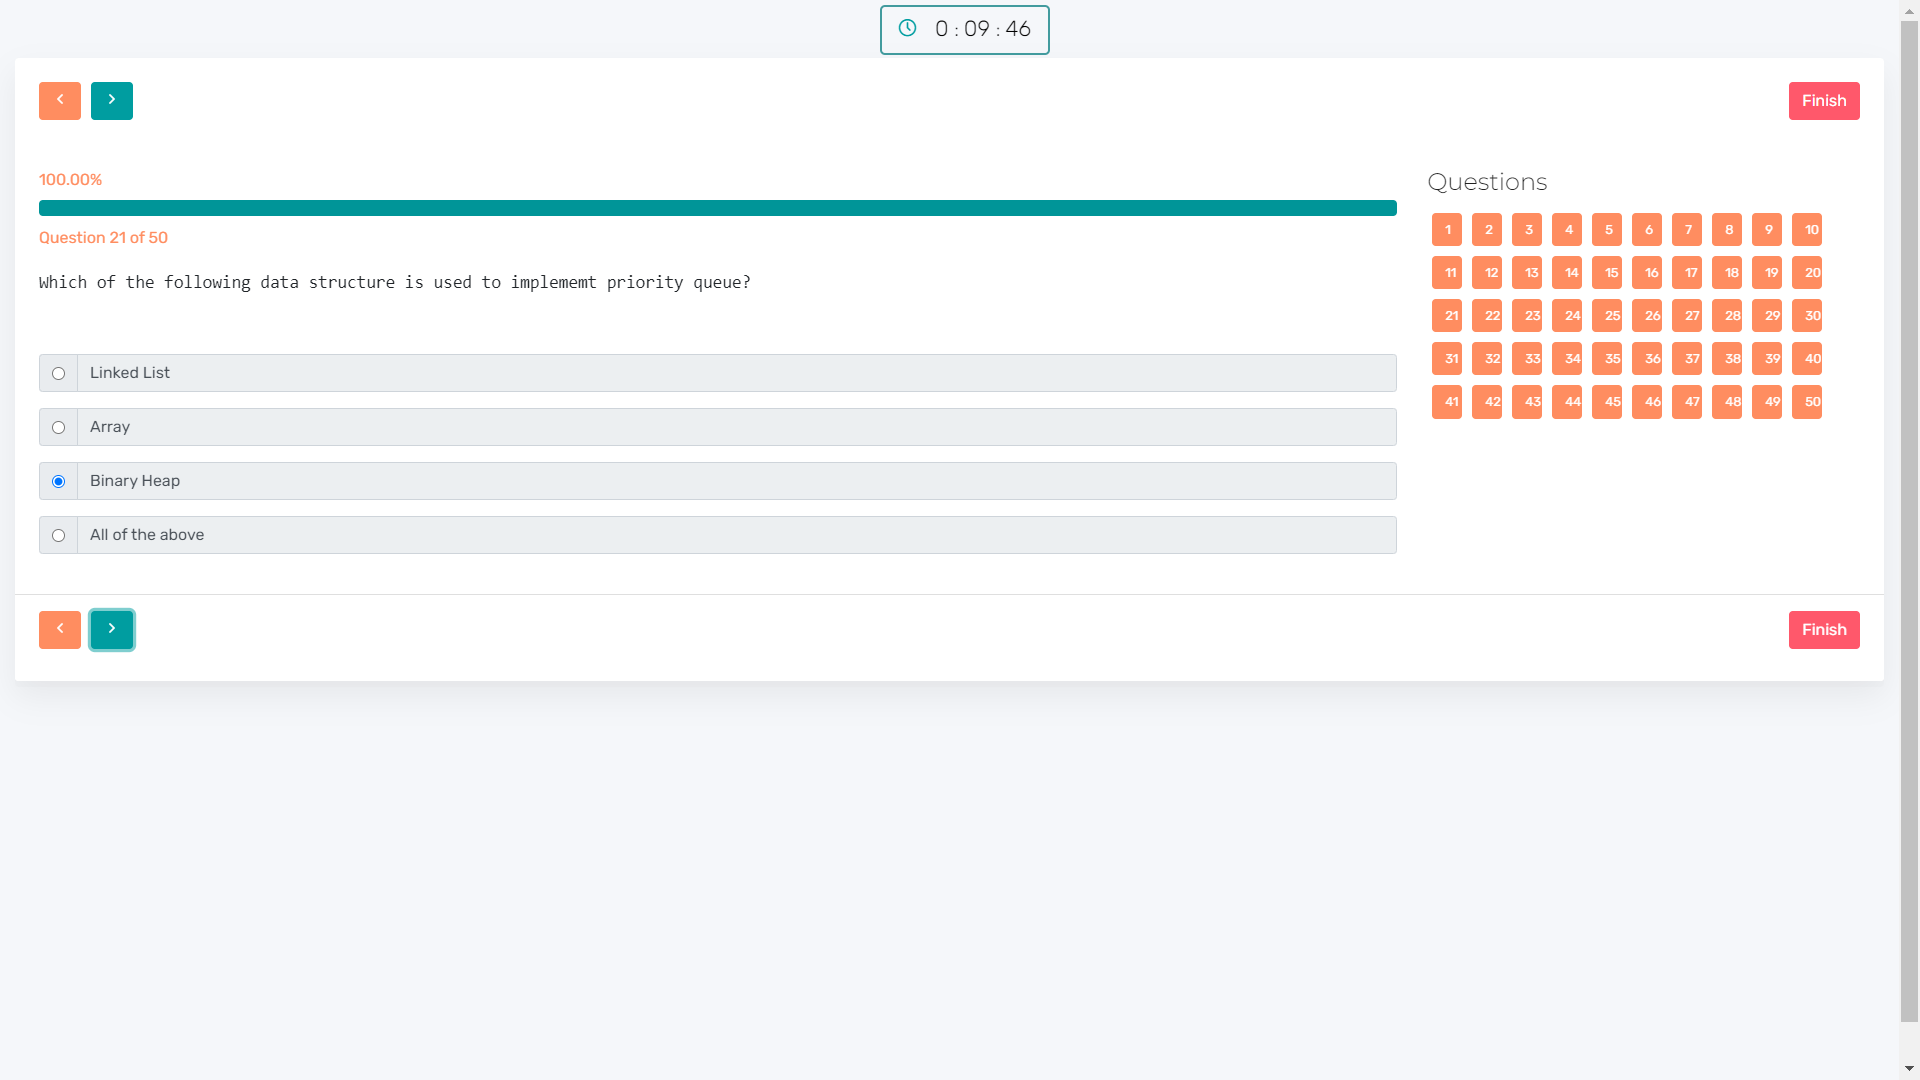 0 : 09 : 46
Finish
100.00%
Question 21 of 50
Which of the following data structure is used to implememt priority queue?
Linked List
Array
Binary Heap
All of the above
Questions
1 2 3 4 5 6 7 8 9 10
11 12 13 14 15 16 17 18 19 20
21 22 23 24 25 26 27 28 29 30
31 32 33 34 35 36 37 38 39 40
41 42 43 44 45 46 47 48 49 50
Finish